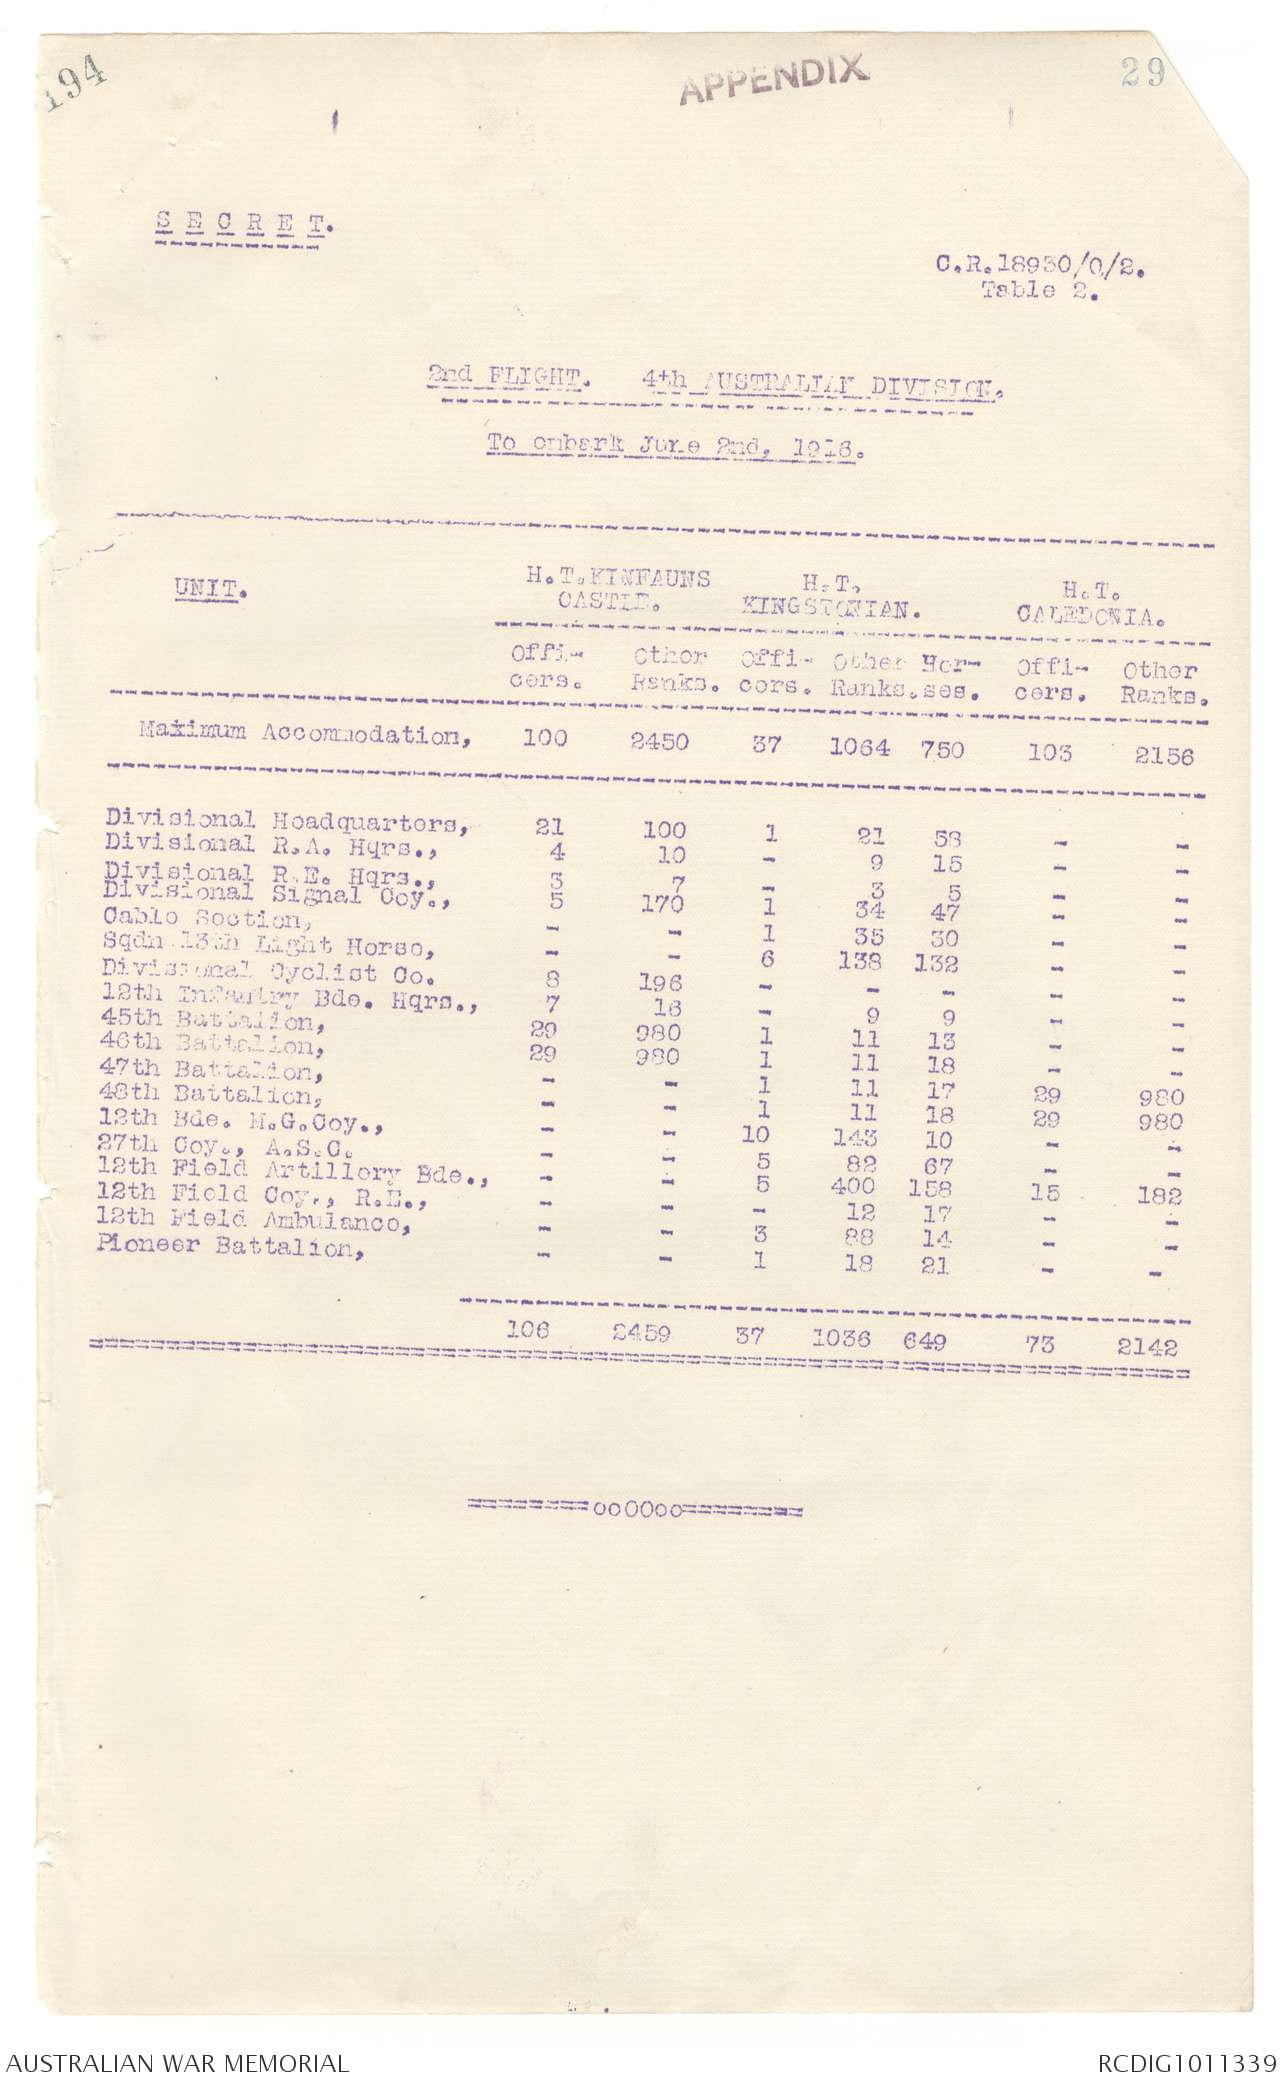 194
APPENDIX
29
S E C R E T.
C.R.18930/0/2.
Table 2.
2nd FLIGHT. 4th AUSTRALIAN DIVISION.
To embark June 2nd, 1916.
UNIT. H.T.KINFAUNS CASTLE. H.T. KINGSTONIAN. H.T. CALEDONIA.
Offi- Other Offi- Other Hor- Offi- Other
cers. Ranks. cers. Ranks. ses. cers. Ranks.
Maximum Accommodation, 100 2450 37 1064 750 103 2156
Divisional Headquarters, 21 100 1 21 58 - -
Divisional R.A. Hqrs., 4 10 - 9 15 - -
Divisional R.E. Hqrs., 3 7 - 3 5 - -
Divisional Signal Coy., 5 170 1 34 47 - -
Cable Section, - - 1 35 30 - -
Sqdn 13th Light Horse, - - 6 138 132 - -
Divisional Cyclist Co. 8 196 - - - - -
12th Infantry Bde. Hqrs., 7 16 - 9 9 - -
45th Battalion, 29 980 1 11 13 - -
46th Battalion, 29 980 1 11 18 - -
47th Battalion, - - 1 11 17 29 980
48th Battalion, - - 1 11 18 29 980
12th Bde. M.G.Coy., - - 10 143 10 - -
27th Coy., A.S.C. - - 5 82 67 - -
12th Field Artillery Bde., - - 5 400 158 15 182
12th Field Coy., R.E., - - - 12 17 - -
12th Field Ambulance, - - 3 88 14 - -
Pioneer Battalion, - - 1 18 21 - -
106 2459 37 1036 649 73 2142
========ooOOOoo========
AUSTRALIAN WAR MEMORIAL
RCDIG1011339